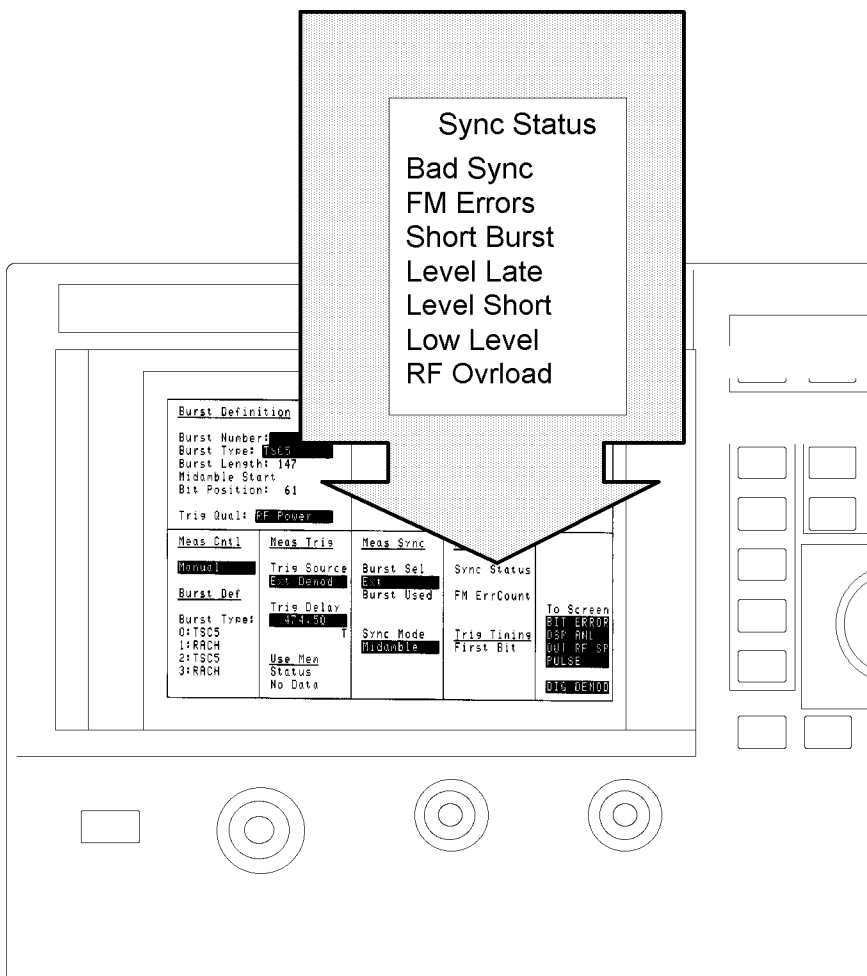 Sync Status
Bad Sync
FM Errors
Short Burst
Level Late
Level Short
Low Level
RF Ovrload
Burst Definition
Burst Number:
Burst Type: TSC5
Burst Length: 147
Midamble Start
Bit Position: 61
Trig Qual: RF Power
Meas Cntl
Manual
Burst Def
Burst Type:
0:TSC5
1:RACH
2:TSC5
3:RACH
Meas Trig
Trig Source
Ext Demod
Trig Delay
474.50
T
Use Mem
Status
No Data
Meas Sync
Burst Sel
Ext
Burst Used
Sync Mode
Midamble
Sync Status
FM ErrCount
Trig Timing
First Bit
To Screen
BIT ERROR
DSP ANL
OUT RF SP
PULSE
DIG DEMOD